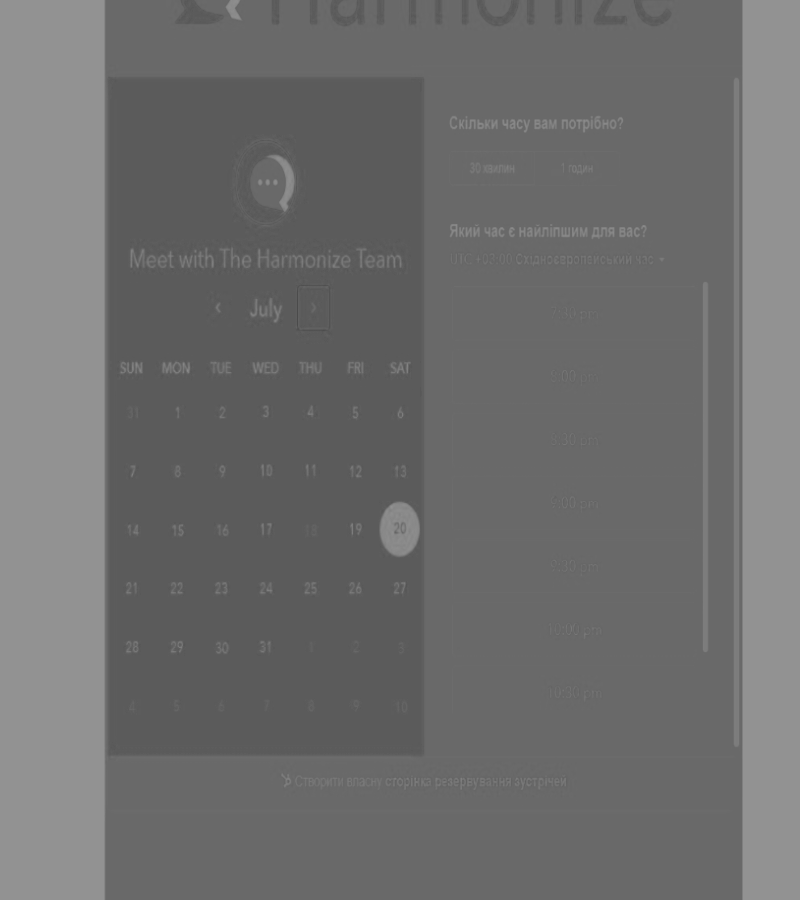 Harmonize
Meet with The Harmonize Team
July
SUN MON TUE WED THU FRI SAT
31 1 2 3 4 5 6
7 8 9 10 11 12 13
14 15 16 17 18 19 20
21 22 23 24 25 26 27
28 29 30 31 1 2 3
4 5 6 7 8 9 10
Скільки часу вам потрібно?
30 хвилин 1 годин
Який час є найліпшим для вас?
UTC +02:00 Східноєвропейський час
7:30 pm
8:00 pm
8:30 pm
9:00 pm
9:30 pm
10:00 pm
10:30 pm
Створити власну сторінка резервування зустрічей